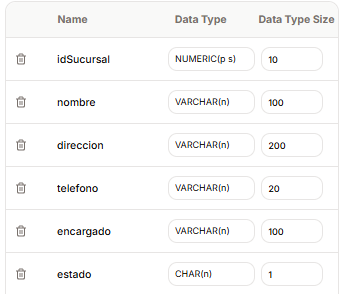 Name Data Type Data Type Size
idSucursal NUMERIC(p s) 10
nombre VARCHAR(n) 100
direccion VARCHAR(n) 200
telefono VARCHAR(n) 20
encargado VARCHAR(n) 100
estado CHAR(n) 1